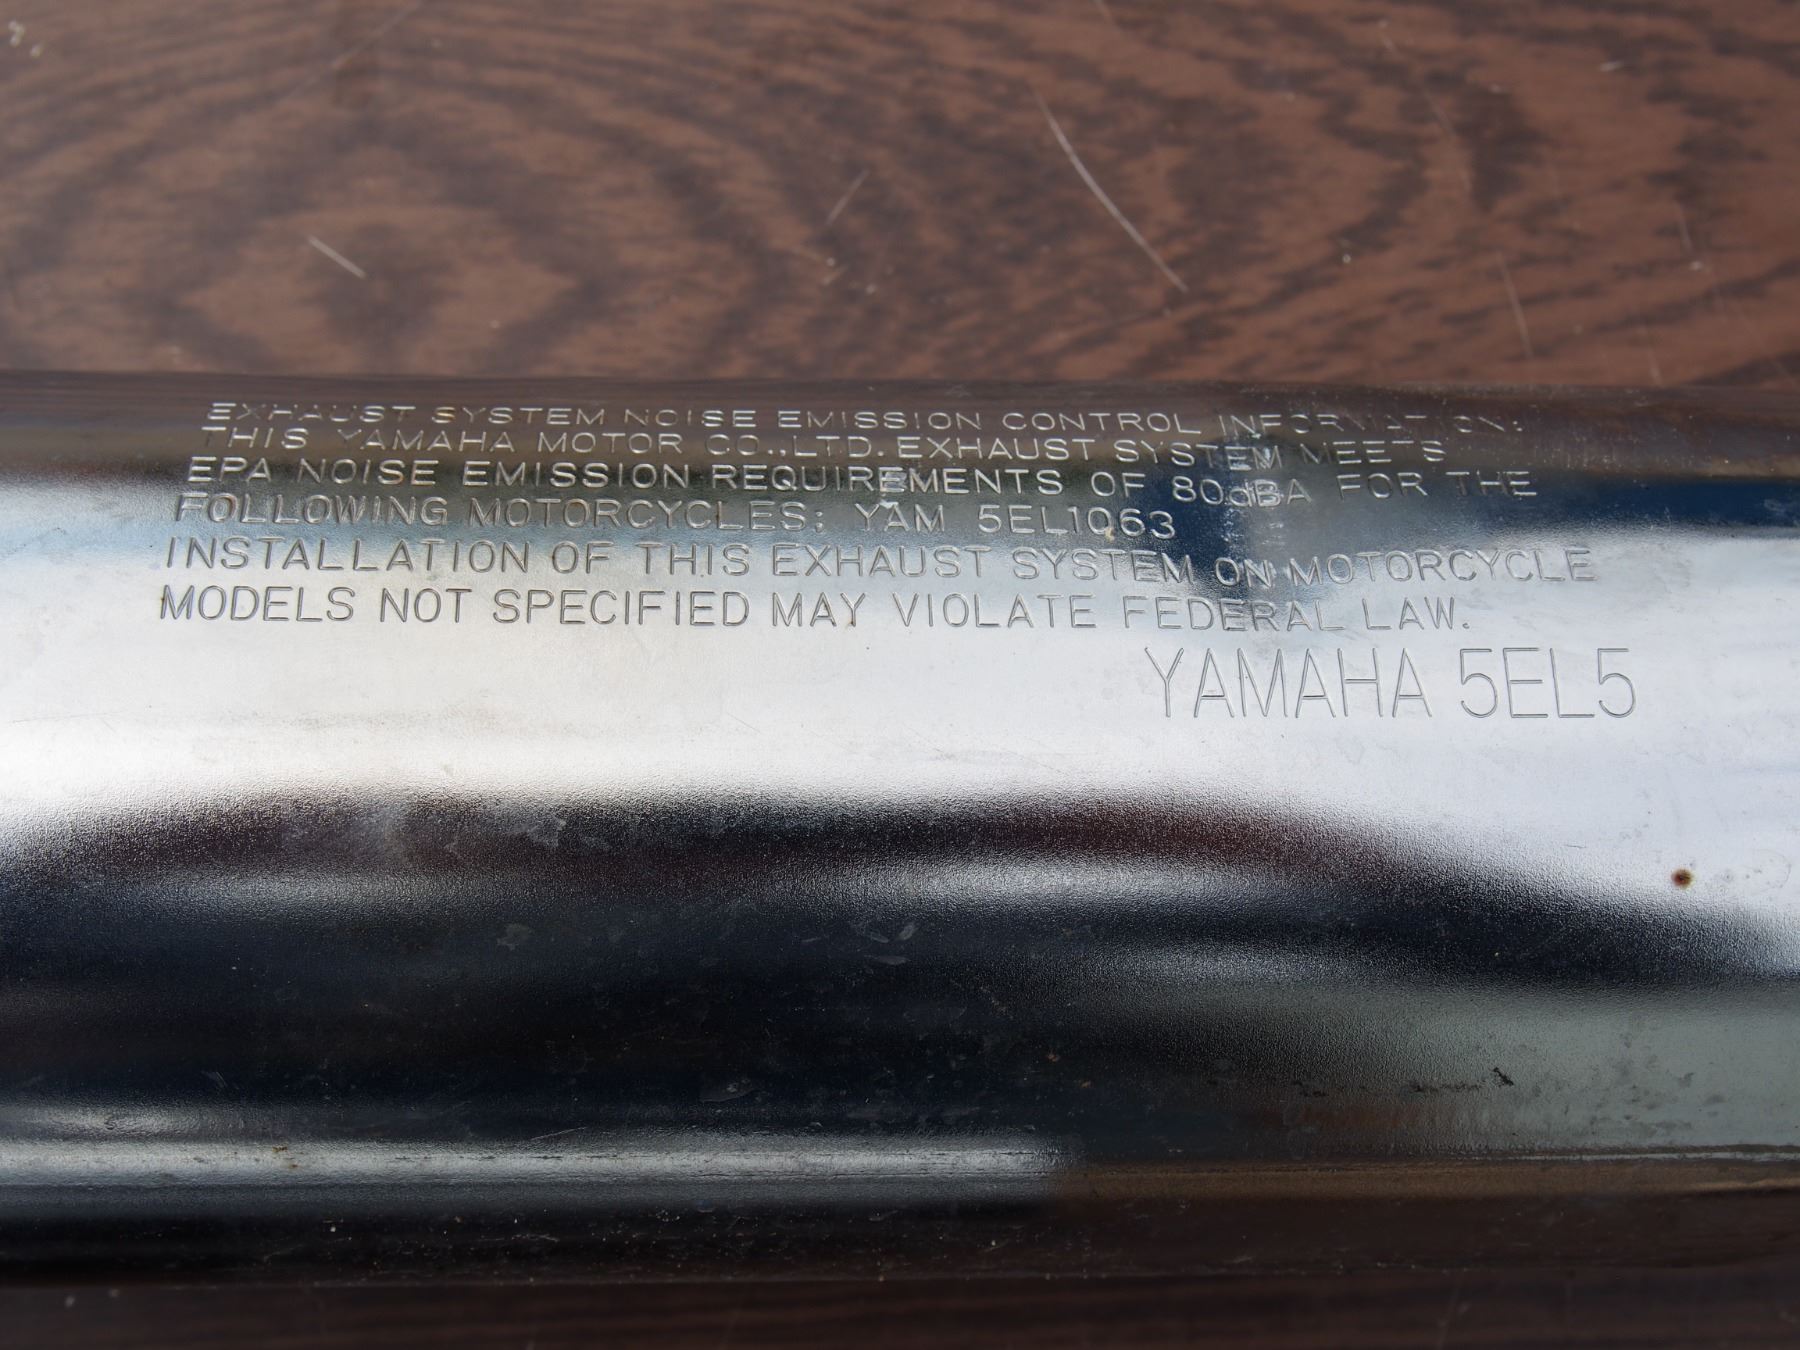 EXHAUST SYSTEM NOISE EMISSION CONTROL INFORMATION:
THIS YAMAHA MOTOR CO.,LTD. EXHAUST SYSTEM MEETS
EPA NOISE EMISSION REQUIREMENTS OF 80dBA FOR THE
FOLLOWING MOTORCYCLES: YAM 5EL1063
INSTALLATION OF THIS EXHAUST SYSTEM ON MOTORCYCLE
MODELS NOT SPECIFIED MAY VIOLATE FEDERAL LAW.
YAMAHA 5EL5